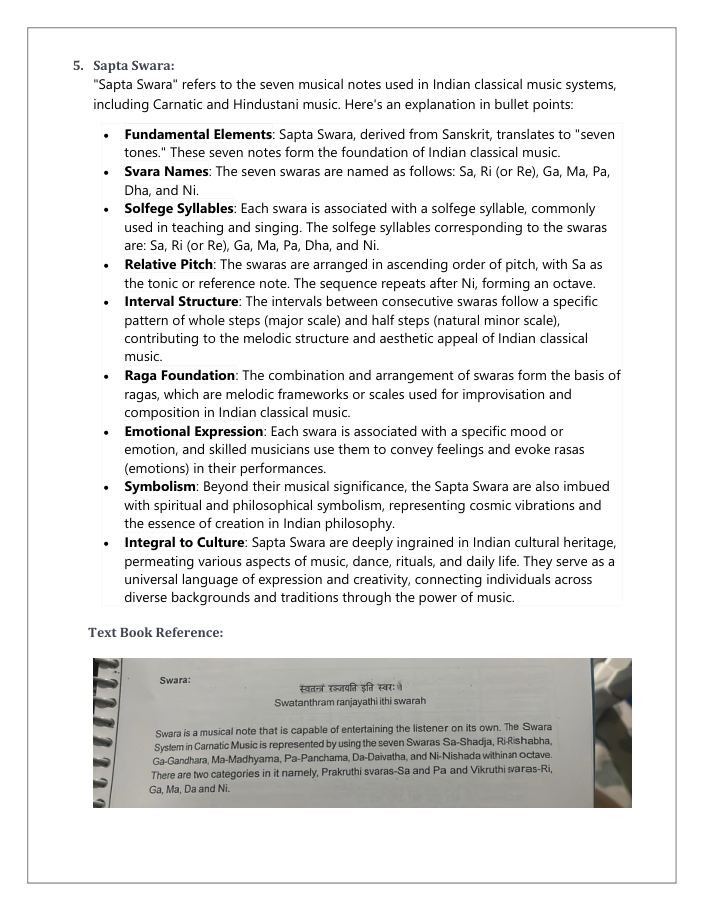 5. Sapta Swara:
"Sapta Swara" refers to the seven musical notes used in Indian classical music systems,
including Carnatic and Hindustani music. Here's an explanation in bullet points:
• Fundamental Elements: Sapta Swara, derived from Sanskrit, translates to "seven
tones." These seven notes form the foundation of Indian classical music.
• Svara Names: The seven swaras are named as follows: Sa, Ri (or Re), Ga, Ma, Pa,
Dha, and Ni.
• Solfege Syllables: Each swara is associated with a solfege syllable, commonly
used in teaching and singing. The solfege syllables corresponding to the swaras
are: Sa, Ri (or Re), Ga, Ma, Pa, Dha, and Ni.
• Relative Pitch: The swaras are arranged in ascending order of pitch, with Sa as
the tonic or reference note. The sequence repeats after Ni, forming an octave.
• Interval Structure: The intervals between consecutive swaras follow a specific
pattern of whole steps (major scale) and half steps (natural minor scale),
contributing to the melodic structure and aesthetic appeal of Indian classical
music.
• Raga Foundation: The combination and arrangement of swaras form the basis of
ragas, which are melodic frameworks or scales used for improvisation and
composition in Indian classical music.
• Emotional Expression: Each swara is associated with a specific mood or
emotion, and skilled musicians use them to convey feelings and evoke rasas
(emotions) in their performances.
• Symbolism: Beyond their musical significance, the Sapta Swara are also imbued
with spiritual and philosophical symbolism, representing cosmic vibrations and
the essence of creation in Indian philosophy.
• Integral to Culture: Sapta Swara are deeply ingrained in Indian cultural heritage,
permeating various aspects of music, dance, rituals, and daily life. They serve as a
universal language of expression and creativity, connecting individuals across
diverse backgrounds and traditions through the power of music.
Text Book Reference:
Swara:
स्वतन्त्रं रञ्जयति इति स्वरः ॥
Swatanthram ranjayathi ithi swarah
Swara is a musical note that is capable of entertaining the listener on its own. The Swara
System in Carnatic Music is represented by using the seven Swaras Sa-Shadja, Ri-Rishabha,
Ga-Gandhara, Ma-Madhyama, Pa-Panchama, Da-Daivatha, and Ni-Nishada within an octave.
There are two categories in it namely, Prakruthi svaras-Sa and Pa and Vikruthi svaras-Ri,
Ga, Ma, Da and Ni.